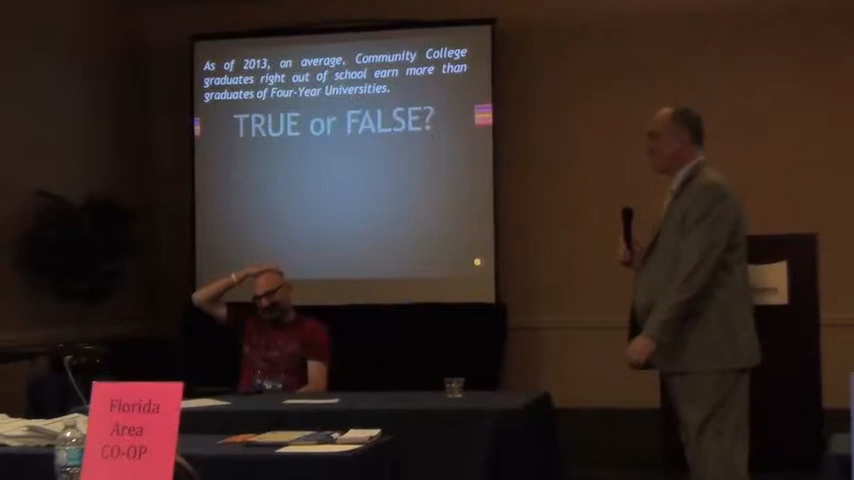 As of 2013, on average, Community College
graduates right out of school earn more than
graduates of Four-Year Universities.
TRUE or FALSE?
Florida
Area
CO-OP